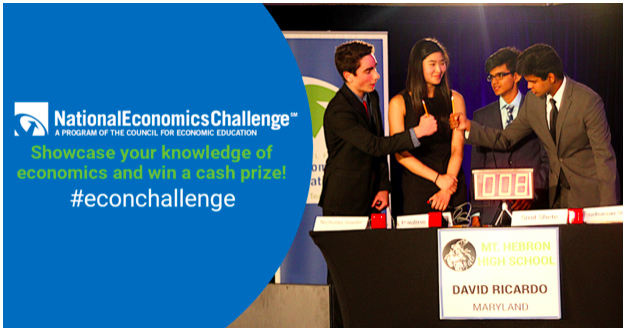 NationalEconomicsChallenge℠
A PROGRAM OF THE COUNCIL FOR ECONOMIC EDUCATION
Showcase your knowledge of
economics and win a cash prize!
#econchallenge
008
MT. HEBRON
HIGH SCHOOL
DAVID RICARDO
MARYLAND